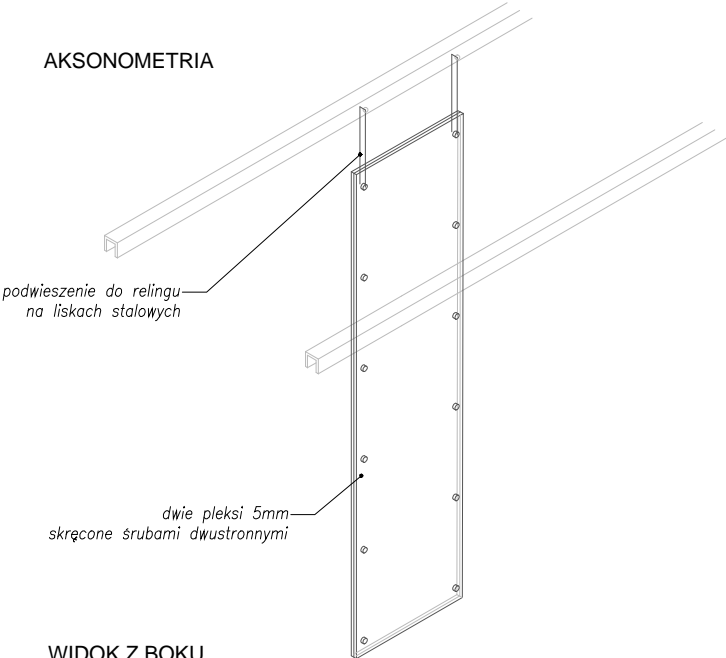 AKSONOMETRIA
podwieszenie do relingu
na liskach stalowych
dwie pleksi 5mm
skręcone śrubami dwustronnymi
WIDOK Z BOKU